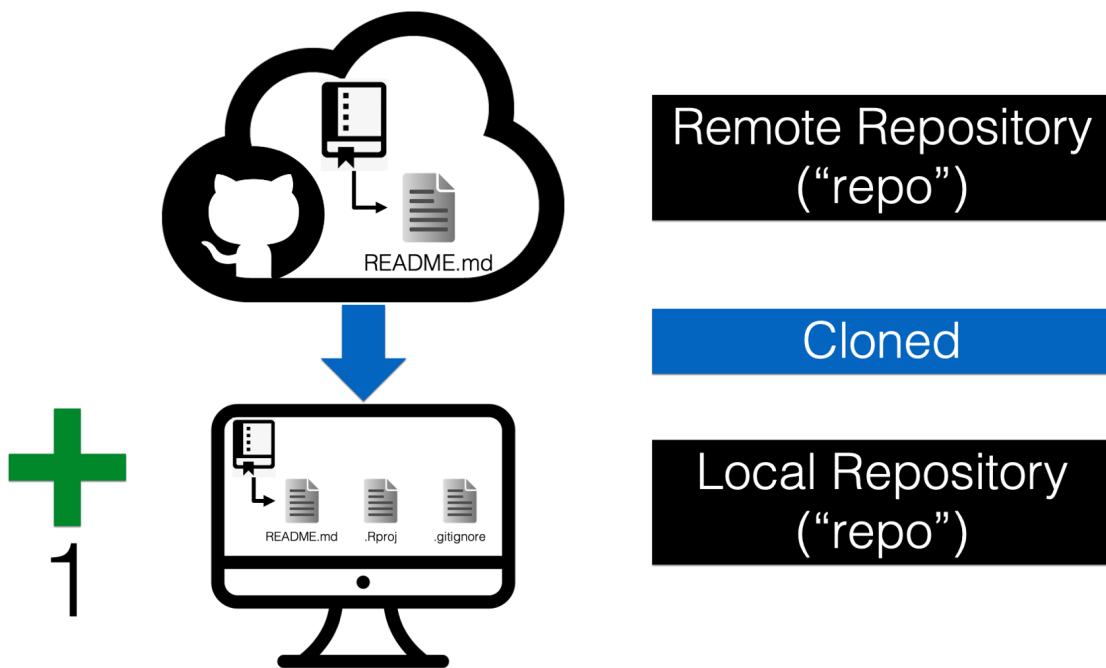 Remote Repository
(“repo”)
README.md
Cloned
Local Repository
(“repo”)
README.md
.Rproj
.gitignore
1